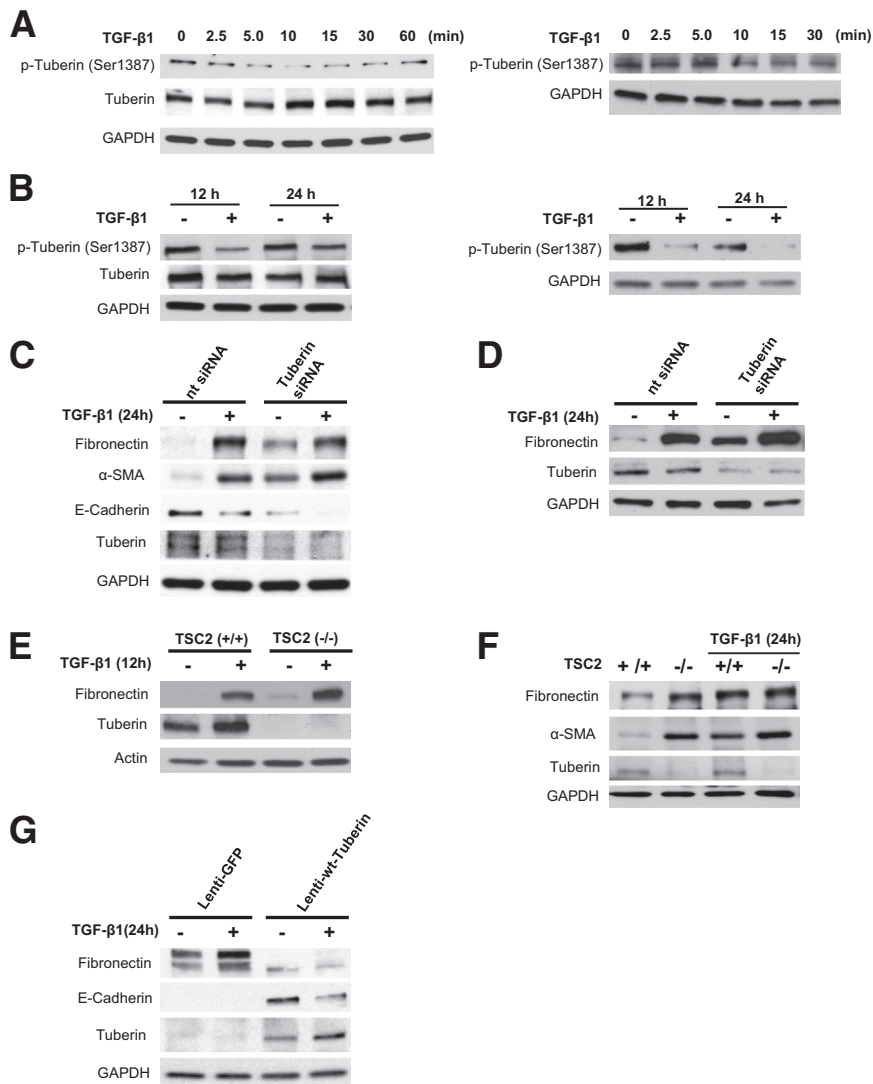 A
TGF-β1 0 2.5 5.0 10 15 30 60 (min)
p-Tuberin (Ser1387)
Tuberin
GAPDH
TGF-β1 0 2.5 5.0 10 15 30 (min)
p-Tuberin (Ser1387)
GAPDH
B
12 h 24 h
TGF-β1 - + - +
p-Tuberin (Ser1387)
Tuberin
GAPDH
12 h 24 h
TGF-β1 - + - +
p-Tuberin (Ser1387)
GAPDH
C
nt siRNA
Tuberin
siRNA
TGF-β1 (24h) - + - +
Fibronectin
α-SMA
E-Cadherin
Tuberin
GAPDH
D
nt siRNA
Tuberin
siRNA
TGF-β1 (24h) - + - +
Fibronectin
Tuberin
GAPDH
E
TSC2 (+/+) TSC2 (-/-)
TGF-β1 (12h) - + - +
Fibronectin
Tuberin
Actin
F
TGF-β1 (24h)
TSC2 + /+ -/- +/+ -/-
Fibronectin
α-SMA
Tuberin
GAPDH
G
Lenti-GFP
Lenti-wt-Tuberin
TGF-β1(24h) - + - +
Fibronectin
E-Cadherin
Tuberin
GAPDH